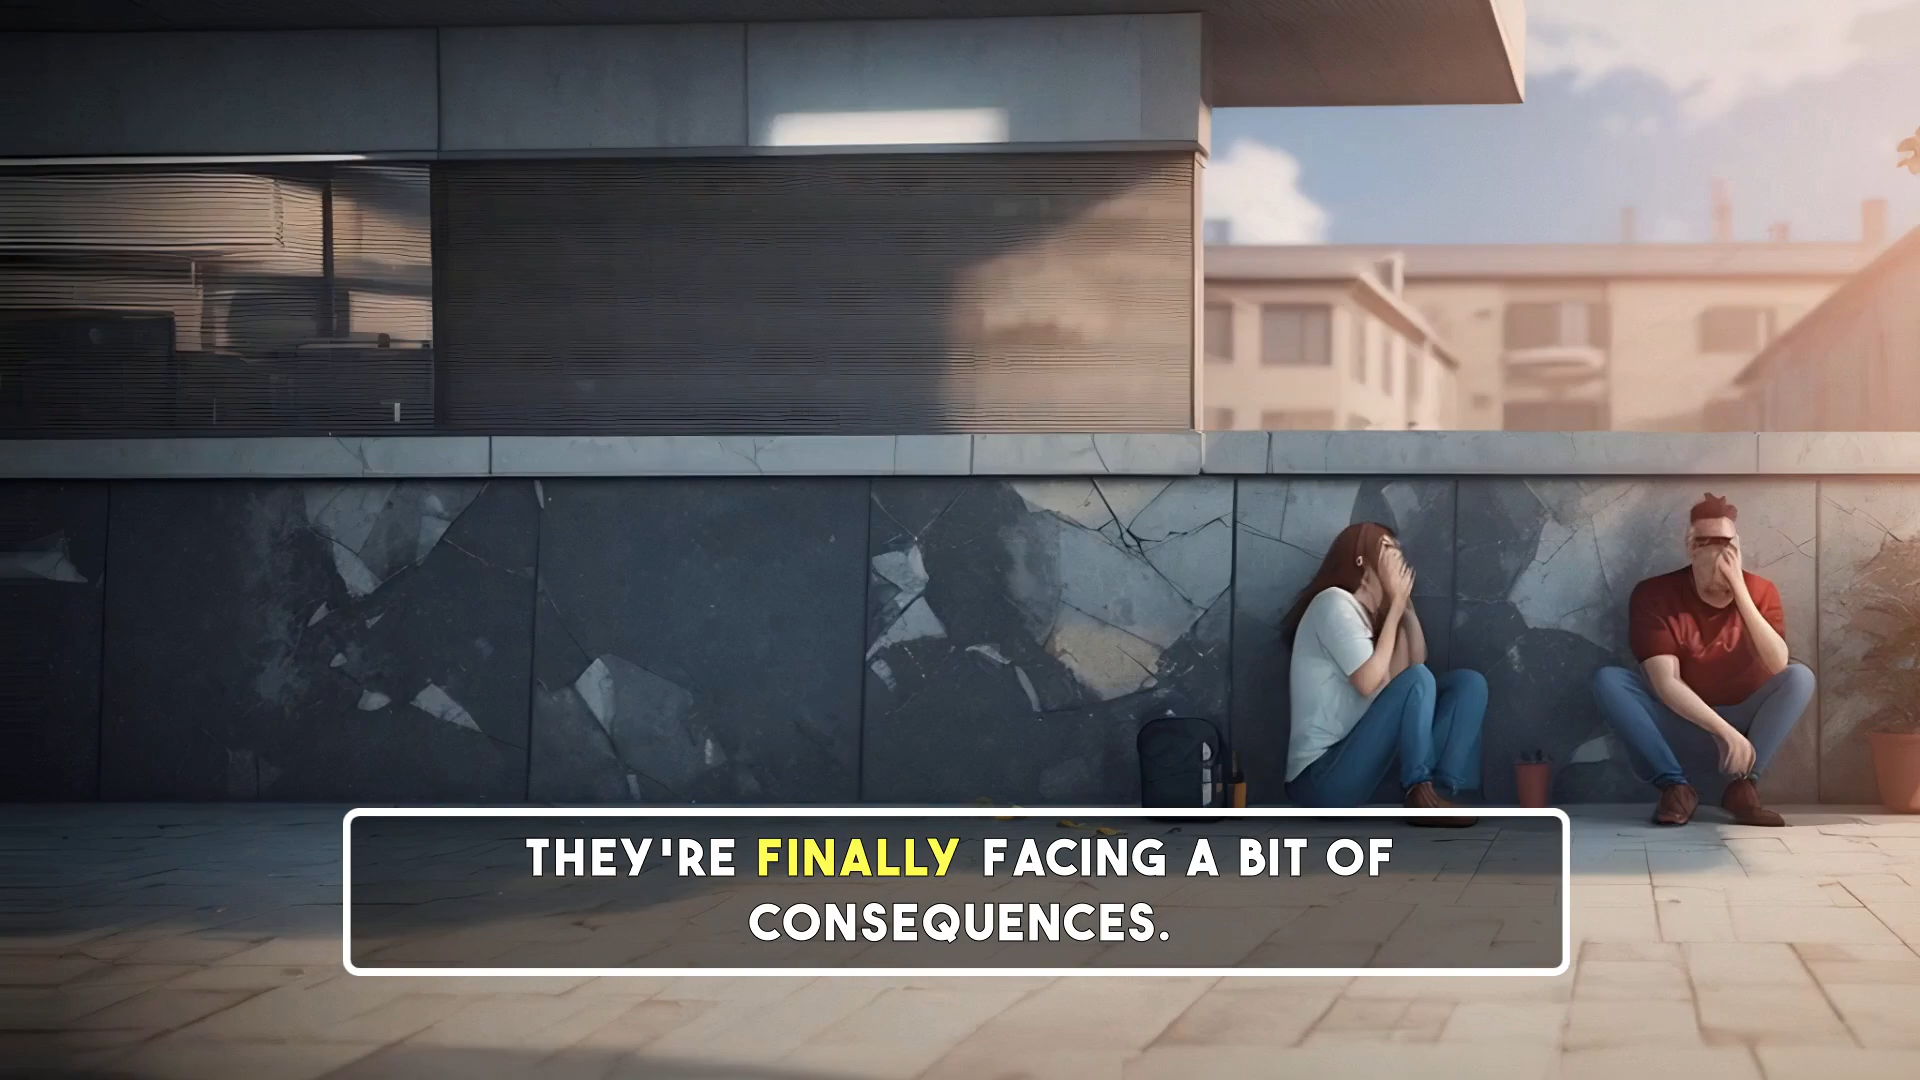 THEY'RE FINALLY FACING A BIT OF
CONSEQUENCES.